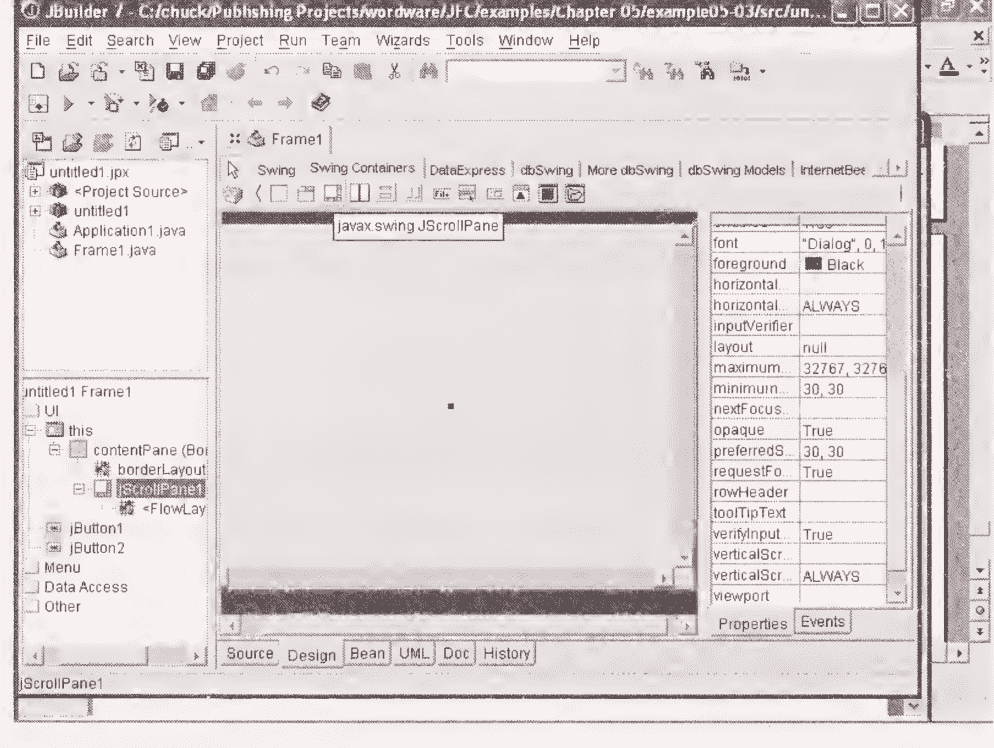 JBuilder 7 - C:/chuck/Publishing Projects/wordware/JFC/examples/Chapter 05/example05-03/src/un...
File Edit Search View Project Run Team Wizards Tools Window Help
Frame1
untitled1.jpx
<Project Source>
untitled1
Application1.java
Frame1.java
Swing Swing Containers DataExpress dbSwing More dbSwing dbSwing Models InternetBee
javax.swing JScrollPane
font "Dialog", 0, 1
foreground Black
horizontal...
horizontal... ALWAYS
inputVerifier
layout null
maximum... 32767, 3276
minimum... 30, 30
nextFocus...
opaque True
preferredS... 30, 30
requestFo... True
rowHeader
toolTipText
verifyInput... True
verticalScr...
verticalScr... ALWAYS
viewport
Properties Events
untitled1 Frame1
UI
this
contentPane (Bor
borderLayout
jScrollPane1
<FlowLay
jButton1
jButton2
Menu
Data Access
Other
Source Design Bean UML Doc History
jScrollPane1